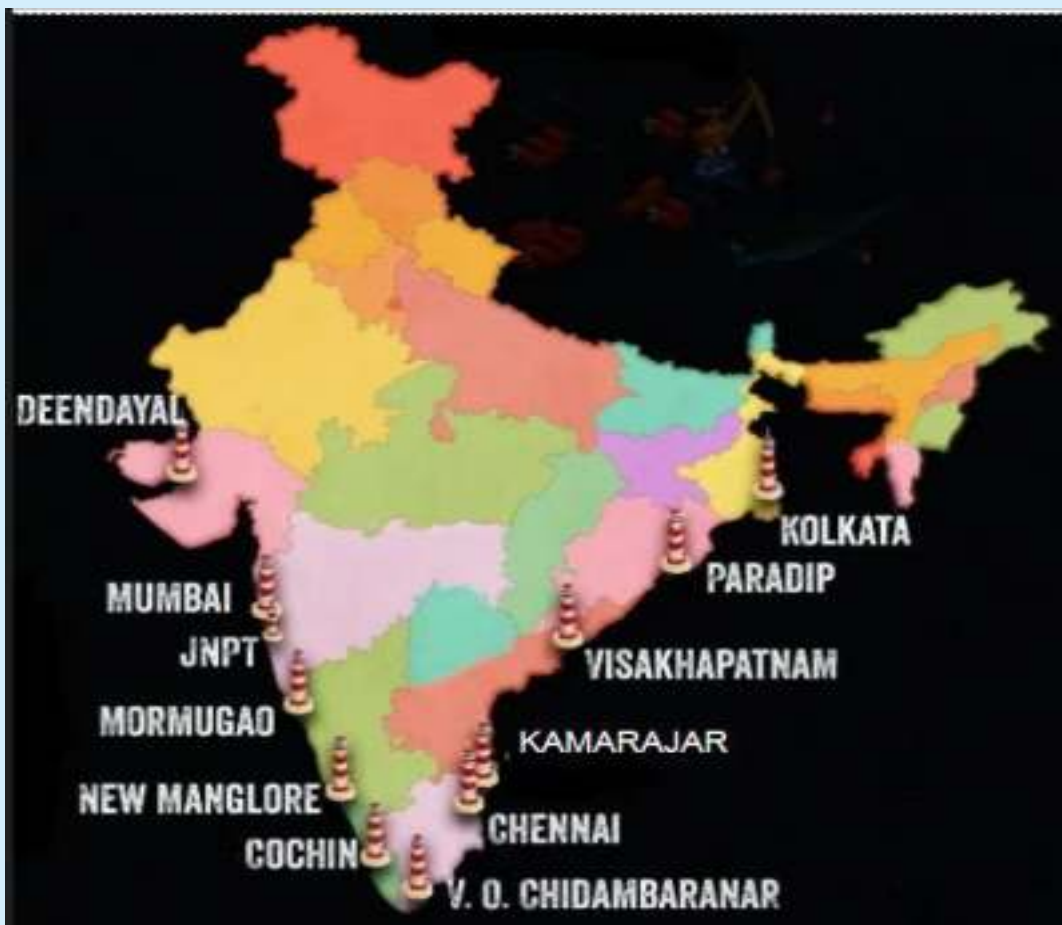 DEENDAYAL
KOLKATA
PARADIP
MUMBAI
JNPT
VISAKHAPATNAM
MORMUGAO
KAMARAJAR
NEW MANGLORE
CHENNAI
COCHIN
V. O. CHIDAMBARANAR